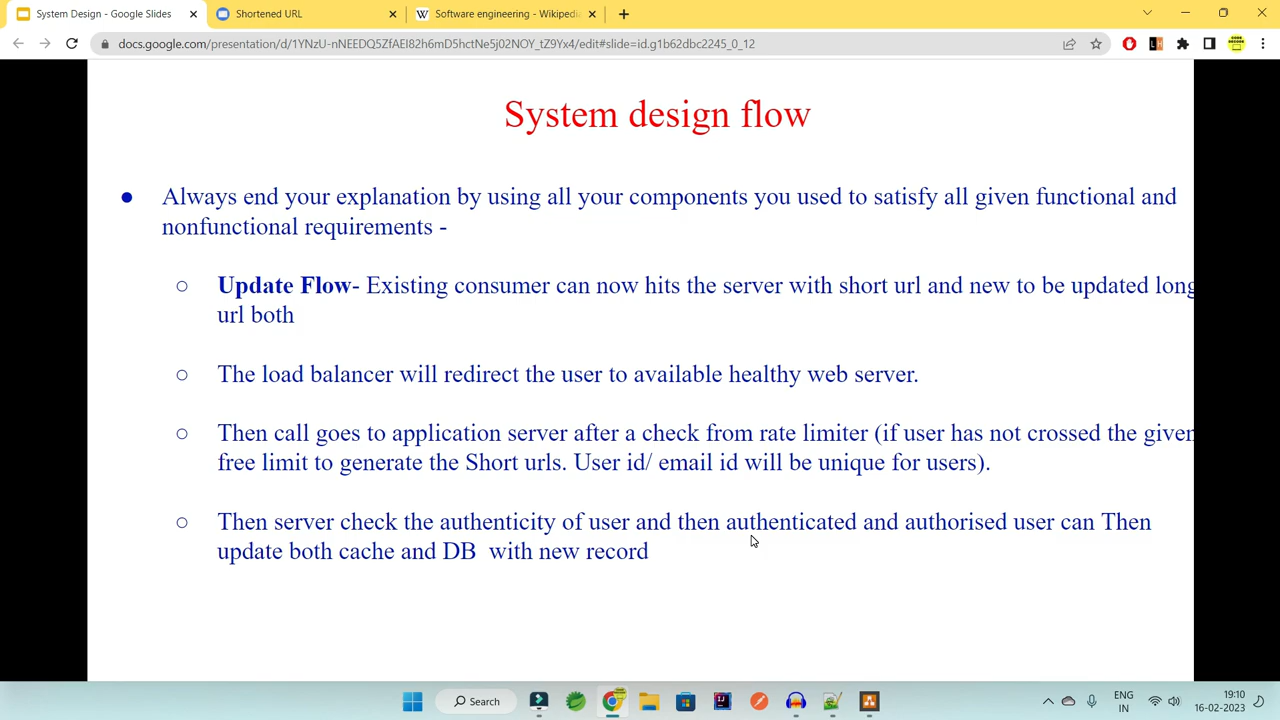 System Design - Google Slides
Shortened URL
Software engineering - Wikipedia
docs.google.com/presentation/d/1YNzU-nNEEDQ5ZfAEl82h6mDEhctNe5j02NOY_tZ9Yx4/edit#slide=id.g1b62dbc2245_0_12
System design flow
● Always end your explanation by using all your components you used to satisfy all given functional and
nonfunctional requirements -
○ Update Flow- Existing consumer can now hits the server with short url and new to be updated long
url both
○ The load balancer will redirect the user to available healthy web server.
○ Then call goes to application server after a check from rate limiter (if user has not crossed the given
free limit to generate the Short urls. User id/ email id will be unique for users).
○ Then server check the authenticity of user and then authenticated and authorised user can Then
update both cache and DB with new record
Search
ENG
IN
19:10
16-02-2023